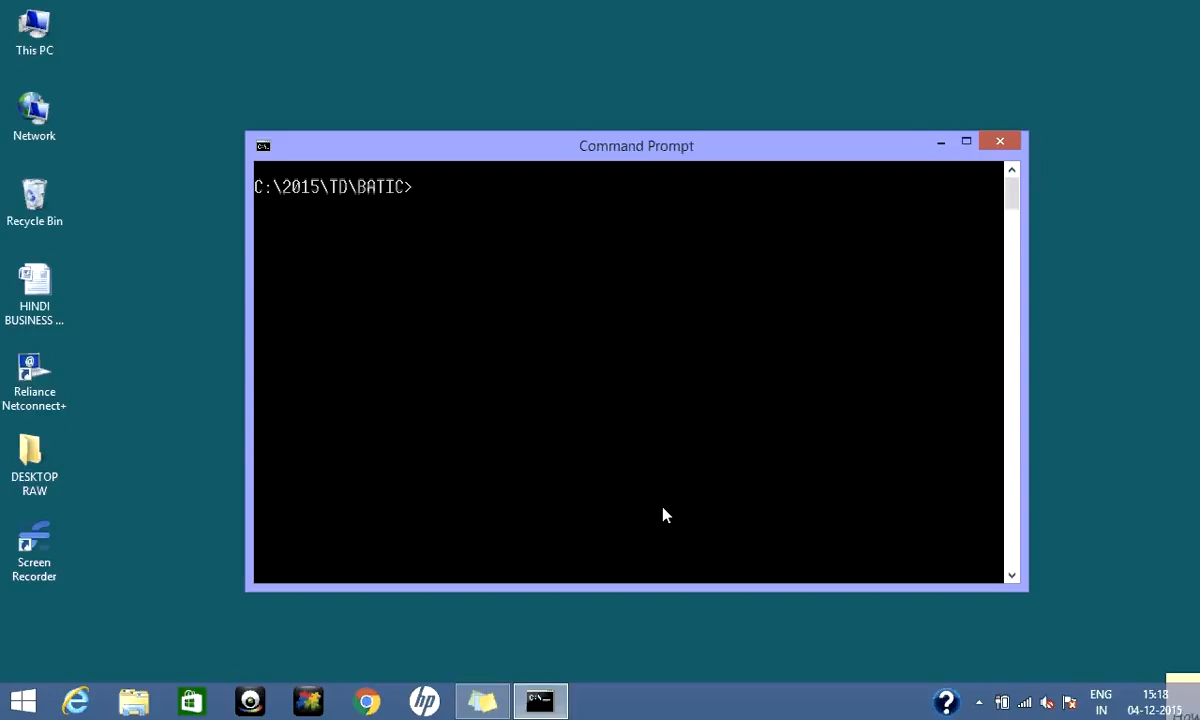 This PC
Network
Recycle Bin
HINDI
BUSINESS ...
Reliance
Netconnect+
DESKTOP
RAW
Screen
Recorder
Command Prompt
C:\2015\TD\BATIC>
ENG
IN
15:18
04-12-2015